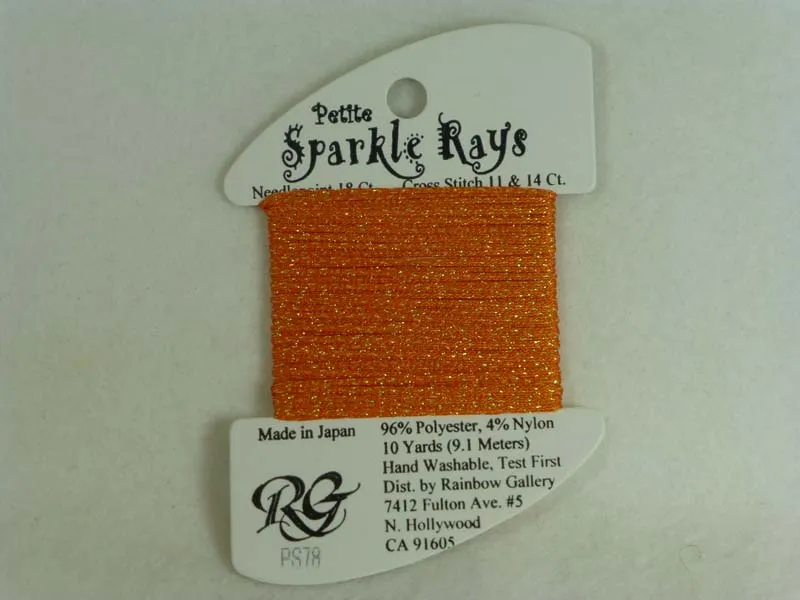 Petite
Sparkle Rays
Needlepoint 18 Ct. Cross Stitch 11 & 14 Ct.
Made in Japan
96% Polyester, 4% Nylon
10 Yards (9.1 Meters)
Hand Washable, Test First
Dist. by Rainbow Gallery
7412 Fulton Ave. #5
N. Hollywood
CA 91605
RG
PS78